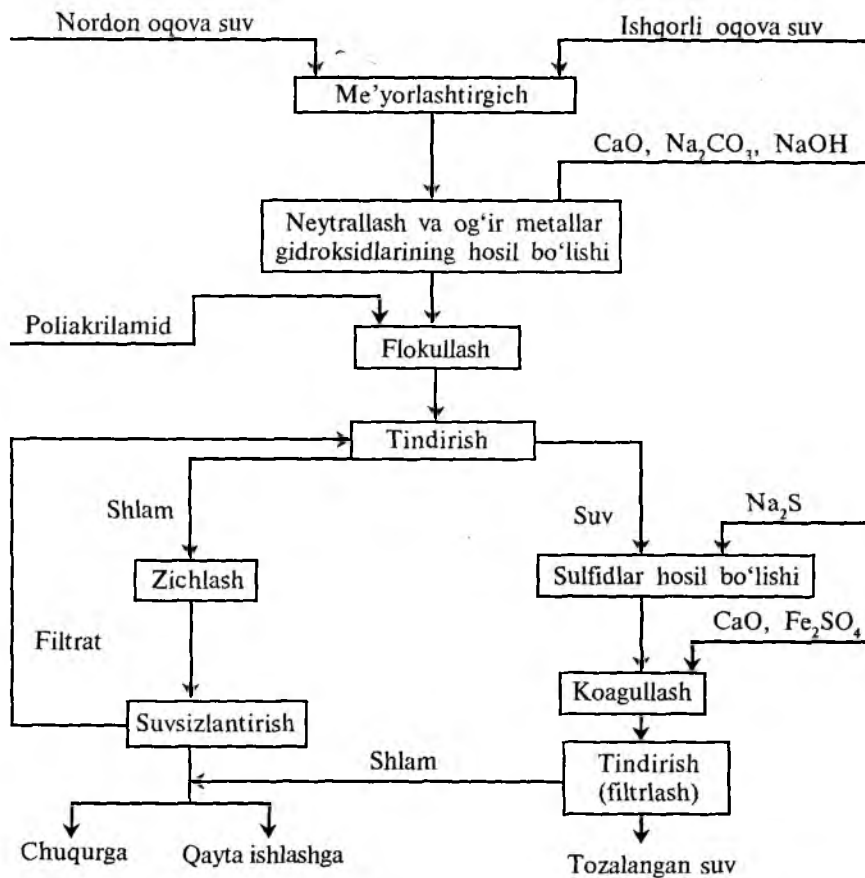 Nordon oqova suv
Ishqorli oqova suv
Me’yorlashtirgich
CaO, Na₂CO₃, NaOH
Neytrallash va og‘ir metallar
gidroksidlarining hosil bo‘lishi
Poliakrilamid
Flokullash
Tindirish
Shlam
Suv
Na₂S
Zichlash
Sulfidlar hosil bo‘lishi
Filtrat
CaO, Fe₂SO₄
Koagullash
Suvsizlantirish
Shlam
Tindirish
(filtrlash)
Chuqurga
Qayta ishlashga
Tozalangan suv